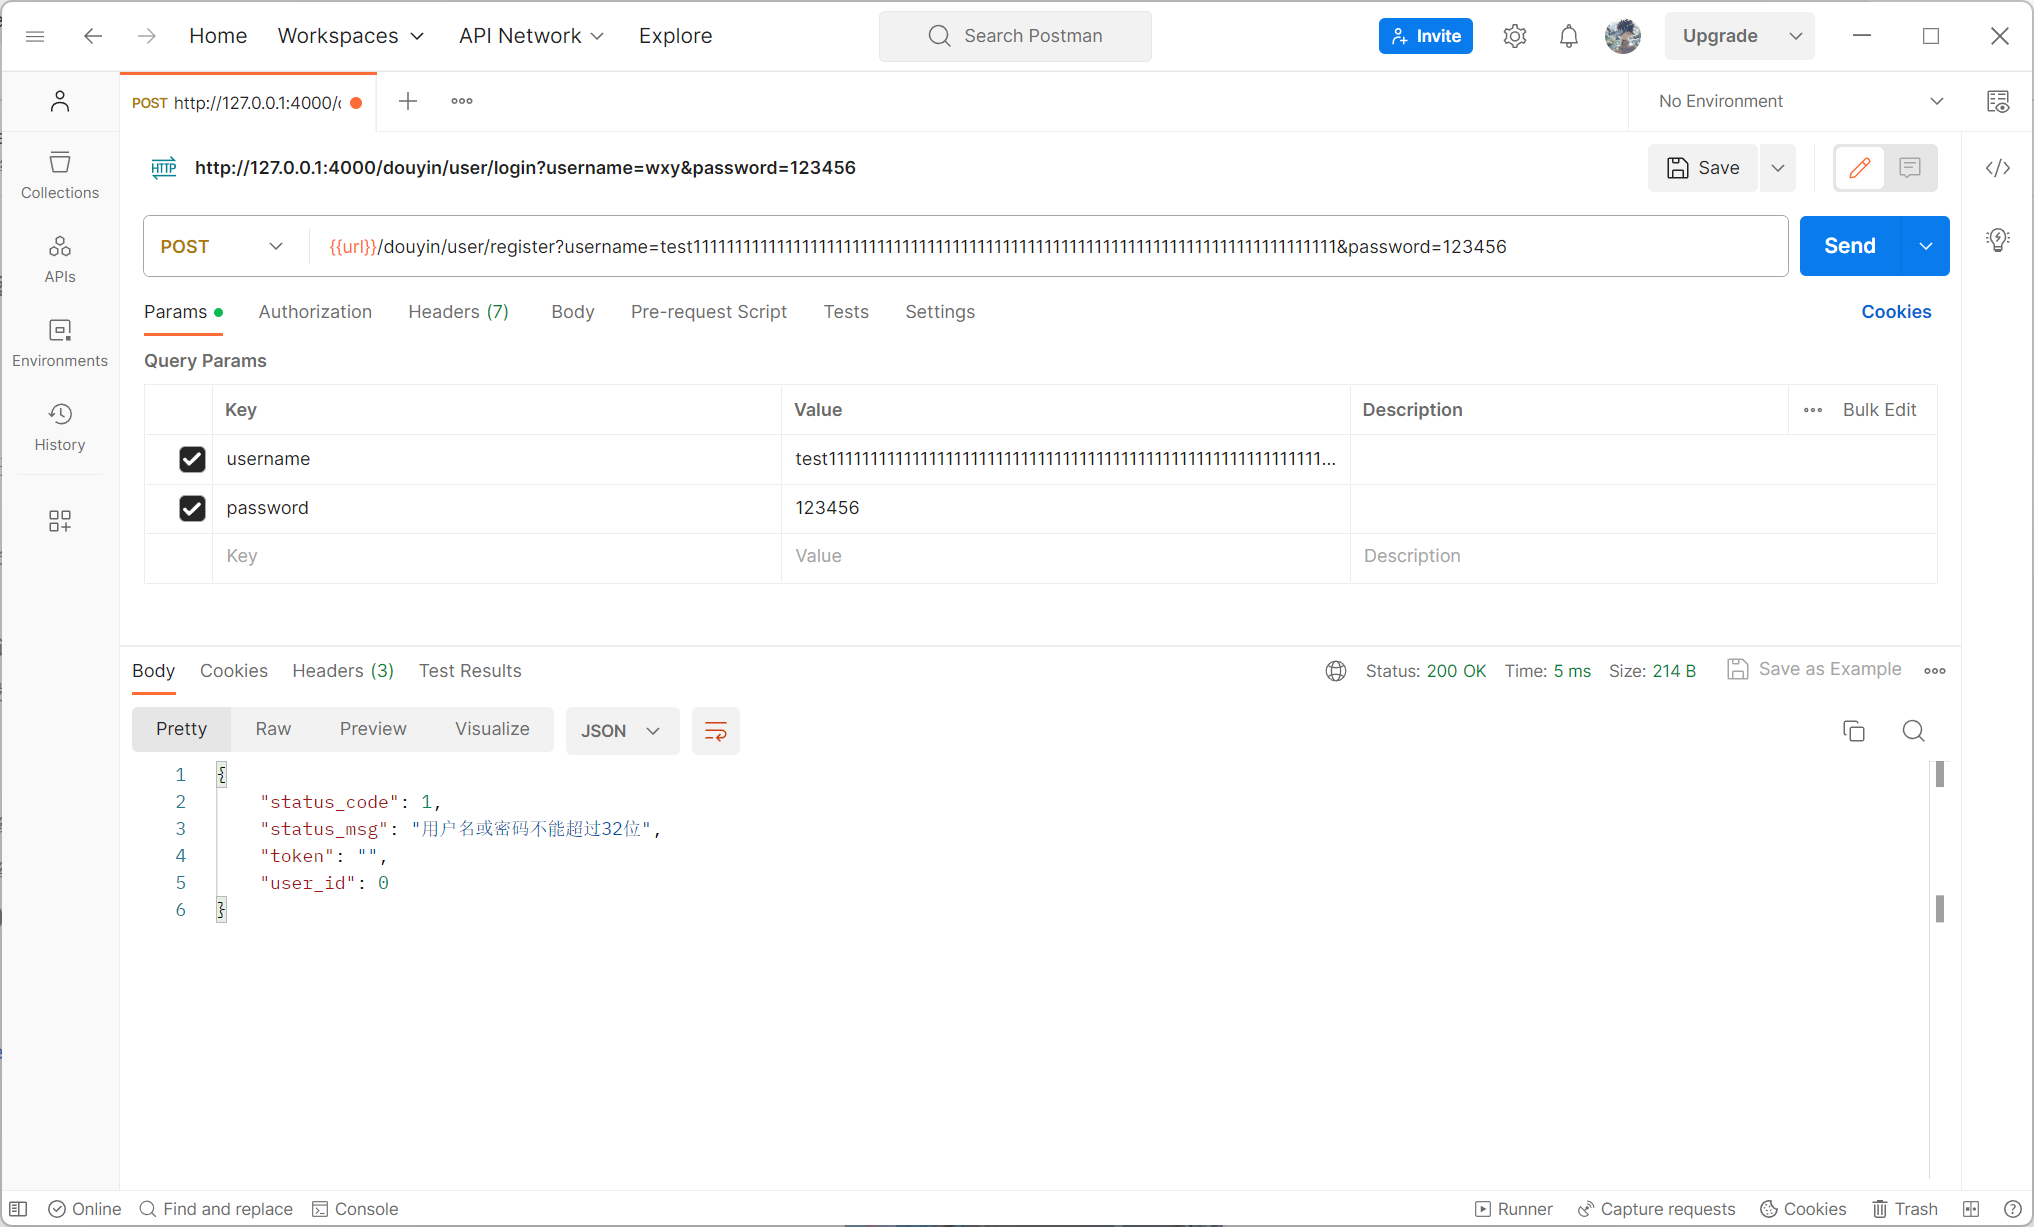 Home Workspaces API Network Explore Search Postman Invite Upgrade
POST http://127.0.0.1:4000/ No Environment
HTTP http://127.0.0.1:4000/douyin/user/login?username=wxy&password=123456 Save
POST {{url}}/douyin/user/register?username=test111111111111111111111111111111111111111111111111111111111111111111111111111111&password=123456 Send
Params Authorization Headers (7) Body Pre-request Script Tests Settings Cookies
Query Params
Key Value Description Bulk Edit
username test111111111111111111111111111111111111111111111111111111111111...
password 123456
Key Value Description
Collections
APIs
Environments
History
Body Cookies Headers (3) Test Results Status: 200 OK Time: 5 ms Size: 214 B Save as Example
Pretty Raw Preview Visualize JSON
1 {
2 "status_code": 1,
3 "status_msg": "用户名或密码不能超过32位",
4 "token": "",
5 "user_id": 0
6 }
Online Find and replace Console Runner Capture requests Cookies Trash